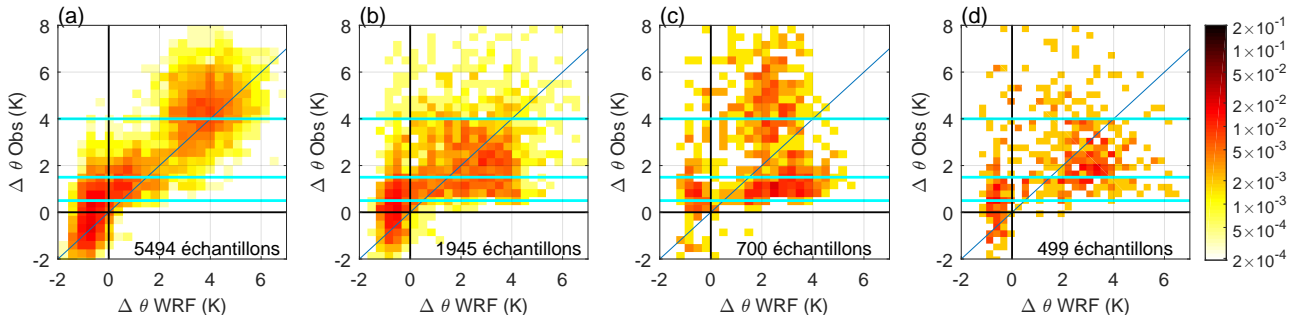 (a)
8
6
4
2
0
-2
Δ θ Obs (K)
5494 échantillons
-2 0 2 4 6
Δ θ WRF (K)
(b)
8
6
4
2
0
-2
Δ θ Obs (K)
1945 échantillons
-2 0 2 4 6
Δ θ WRF (K)
(c)
8
6
4
2
0
-2
Δ θ Obs (K)
700 échantillons
-2 0 2 4 6
Δ θ WRF (K)
(d)
8
6
4
2
0
-2
Δ θ Obs (K)
499 échantillons
-2 0 2 4 6
Δ θ WRF (K)
2×10⁻¹
1×10⁻¹
5×10⁻²
2×10⁻²
1×10⁻²
5×10⁻³
2×10⁻³
1×10⁻³
5×10⁻⁴
2×10⁻⁴